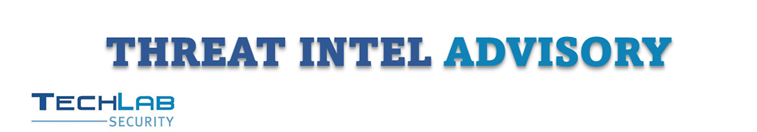 THREAT INTEL ADVISORY
TECHLAB
SECURITY